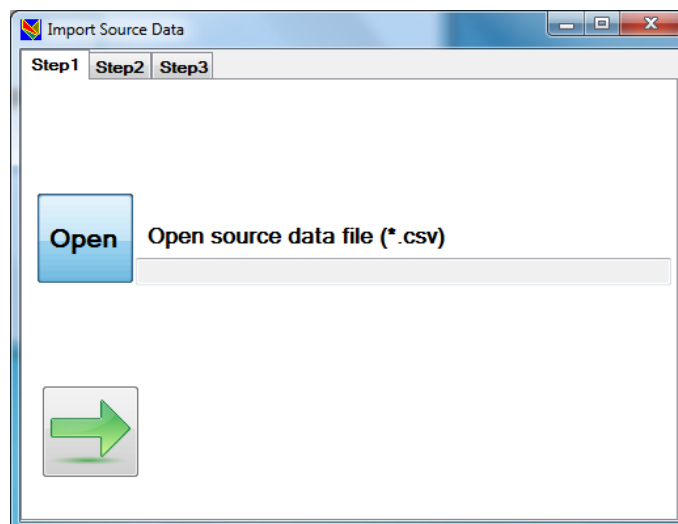 Import Source Data
Step1 Step2 Step3
Open
Open source data file (*.csv)